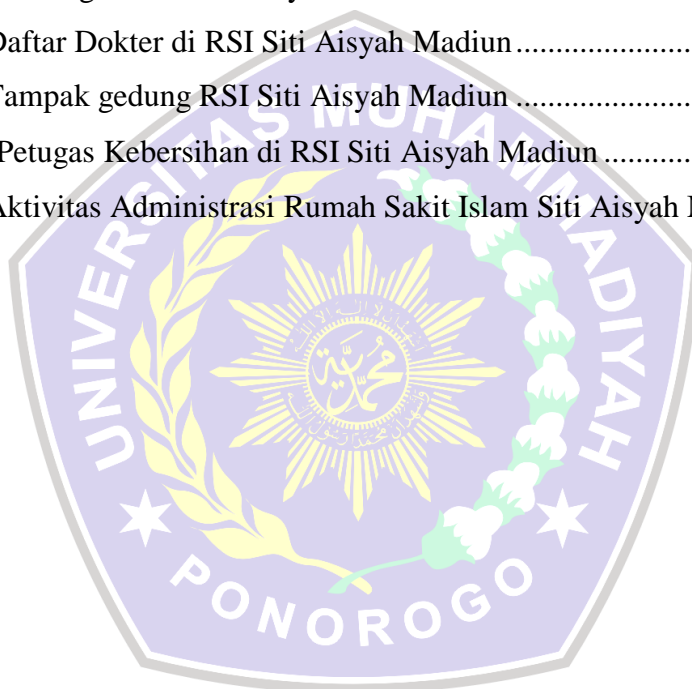 Daftar Dokter di RSI Siti Aisyah Madiun ........................
Tampak gedung RSI Siti Aisyah Madiun ........................
Petugas Kebersihan di RSI Siti Aisyah Madiun ............
Aktivitas Administrasi Rumah Sakit Islam Siti Aisyah
UNIVERSITAS MUHAMMADIYAH
محمدية
PONOROGO